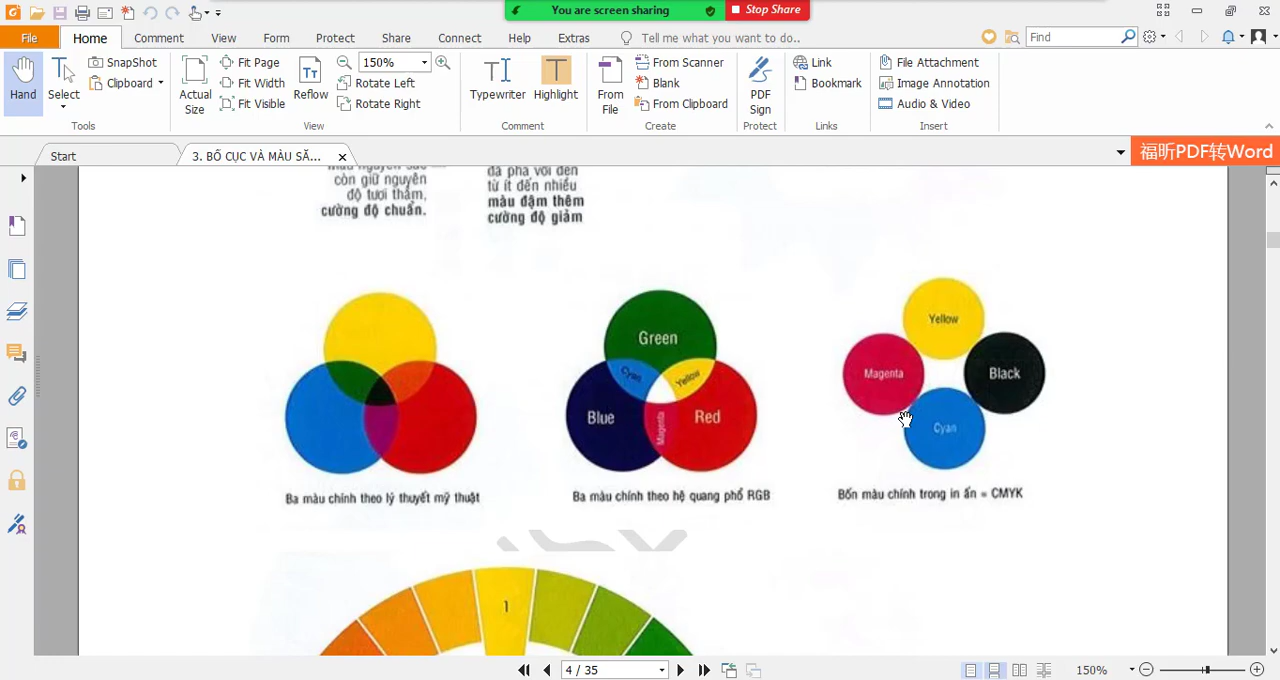 You are screen sharing
Stop Share
File
Home
Comment
View
Form
Protect
Share
Connect
Help
Extras
Tell me what you want to do..
Find
Hand
Select
SnapShot
Clipboard
Tools
Actual
Size
Fit Page
Fit Width
Fit Visible
Reflow
150%
Rotate Left
Rotate Right
View
Typewriter
Highlight
Comment
From
File
From Scanner
Blank
From Clipboard
Create
PDF
Sign
Protect
Link
Bookmark
Links
File Attachment
Image Annotation
Audio & Video
Insert
Start
3. BỐ CỤC VÀ MÀU SẮ...
福昕PDF转Word
còn giữ nguyên
độ tươi thắm,
cường độ chuẩn.
đã pha với đen
từ ít đến nhiều
màu đậm thêm
cường độ giảm
Green
Cyan
Yellow
Blue
Magenta
Red
Yellow
Magenta
Black
Cyan
Ba màu chính theo lý thuyết mỹ thuật
Ba màu chính theo hệ quang phổ RGB
Bốn màu chính trong in ấn = CMYK
1
4 / 35
150%